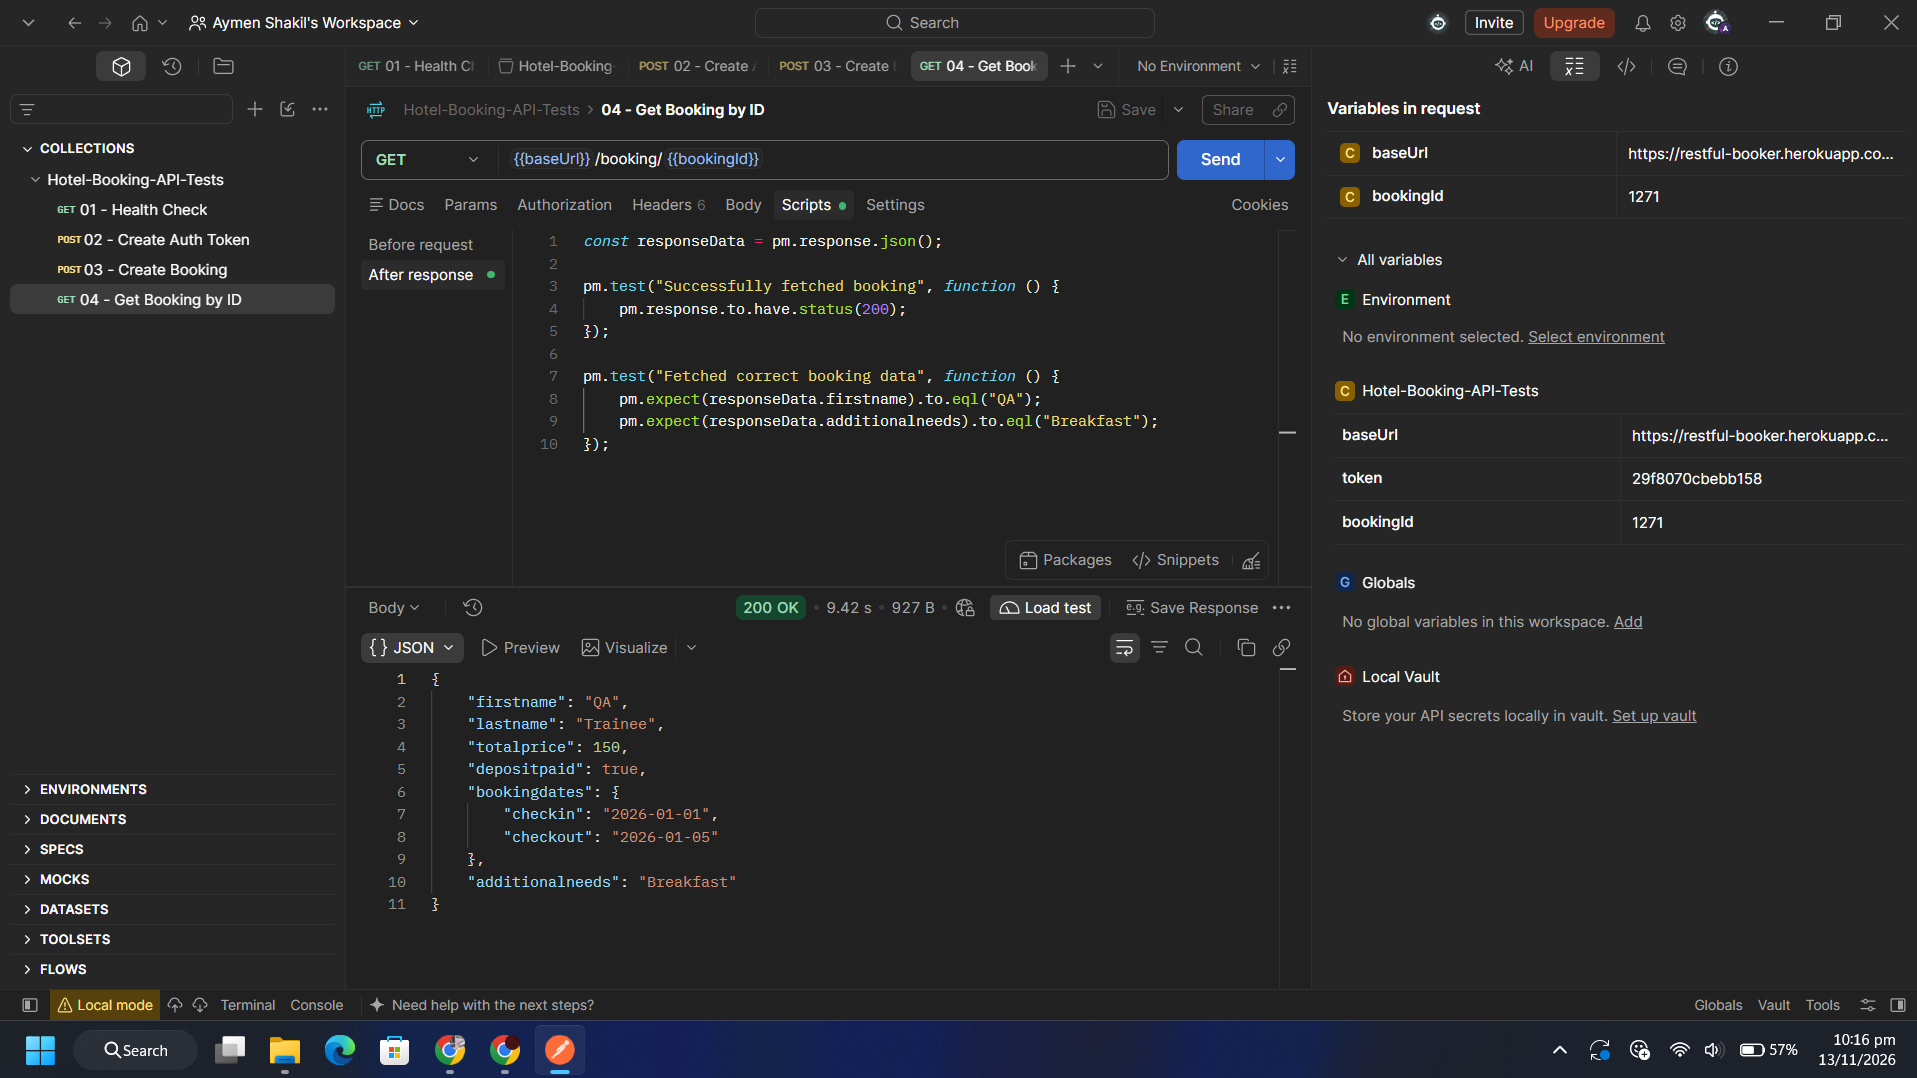 Aymen Shakil's Workspace
Search
Invite
Upgrade
GET 01 - Health Ch
Hotel-Booking-
POST 02 - Create A
POST 03 - Create
GET 04 - Get Book
No Environment
AI
Hotel-Booking-API-Tests > 04 - Get Booking by ID
Save
Share
GET
{{baseUrl}} /booking/ {{bookingId}}
Send
Docs
Params
Authorization
Headers 6
Body
Scripts
Settings
Cookies
COLLECTIONS
Hotel-Booking-API-Tests
GET 01 - Health Check
POST 02 - Create Auth Token
POST 03 - Create Booking
GET 04 - Get Booking by ID
ENVIRONMENTS
DOCUMENTS
SPECS
MOCKS
DATASETS
TOOLSETS
FLOWS
Before request
After response
1 const responseData = pm.response.json();
2
3 pm.test("Successfully fetched booking", function () {
4 pm.response.to.have.status(200);
5 });
6
7 pm.test("Fetched correct booking data", function () {
8 pm.expect(responseData.firstname).to.eql("QA");
9 pm.expect(responseData.additionalneeds).to.eql("Breakfast");
10 });
Packages
Snippets
Body
200 OK • 9.42 s • 927 B
Load test
e.g. Save Response
{} JSON
Preview
Visualize
1 {
2 "firstname": "QA",
3 "lastname": "Trainee",
4 "totalprice": 150,
5 "depositpaid": true,
6 "bookingdates": {
7 "checkin": "2026-01-01",
8 "checkout": "2026-01-05"
9 },
10 "additionalneeds": "Breakfast"
11 }
Variables in request
C baseUrl https://restful-booker.herokuapp.co...
C bookingId 1271
All variables
E Environment
No environment selected. Select environment
C Hotel-Booking-API-Tests
baseUrl https://restful-booker.herokuapp.c...
token 29f8070cbebb158
bookingId 1271
G Globals
No global variables in this workspace. Add
Local Vault
Store your API secrets locally in vault. Set up vault
Local mode
Terminal
Console
Need help with the next steps?
Globals
Vault
Tools
Search
57%
10:16 pm
13/11/2026